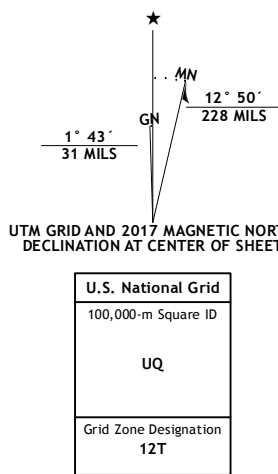 ★
MN
GN
12° 50´
228 MILS
1° 43´
31 MILS
UTM GRID AND 2017 MAGNETIC NORT
DECLINATION AT CENTER OF SHEET
U.S. National Grid
100,000-m Square ID
UQ
Grid Zone Designation
12T